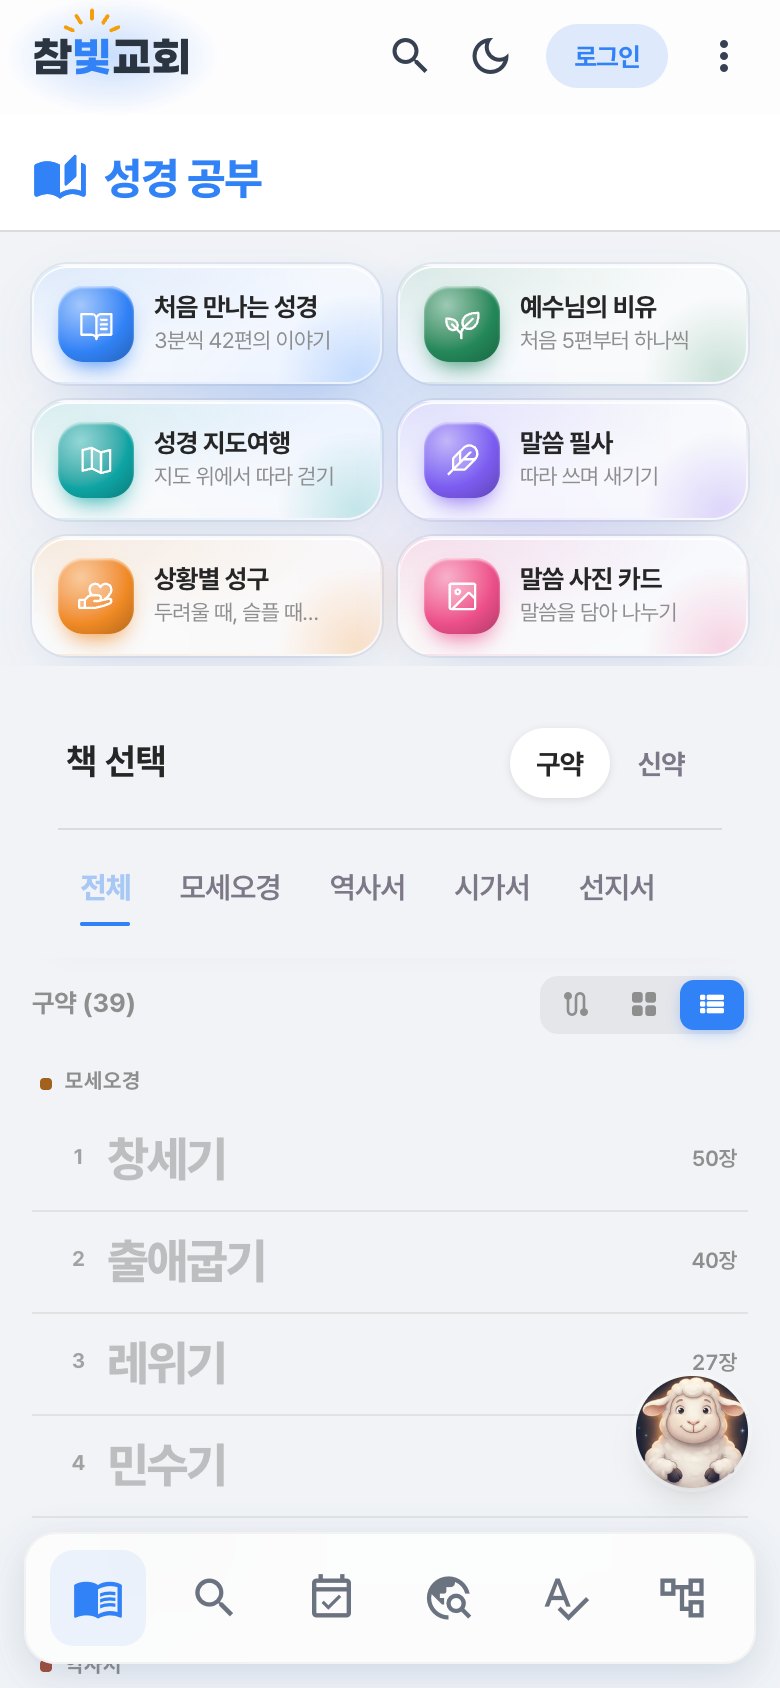 참빛교회
로그인
성경 공부
처음 만나는 성경
3분씩 42편의 이야기
예수님의 비유
처음 5편부터 하나씩
성경 지도여행
지도 위에서 따라 걷기
말씀 필사
따라 쓰며 새기기
상황별 성구
두려울 때, 슬플 때...
말씀 사진 카드
말씀을 담아 나누기
책 선택
구약
신약
전체 모세오경 역사서 시가서 선지서
구약 (39)
모세오경
1 창세기 50장
2 출애굽기 40장
3 레위기 27장
4 민수기